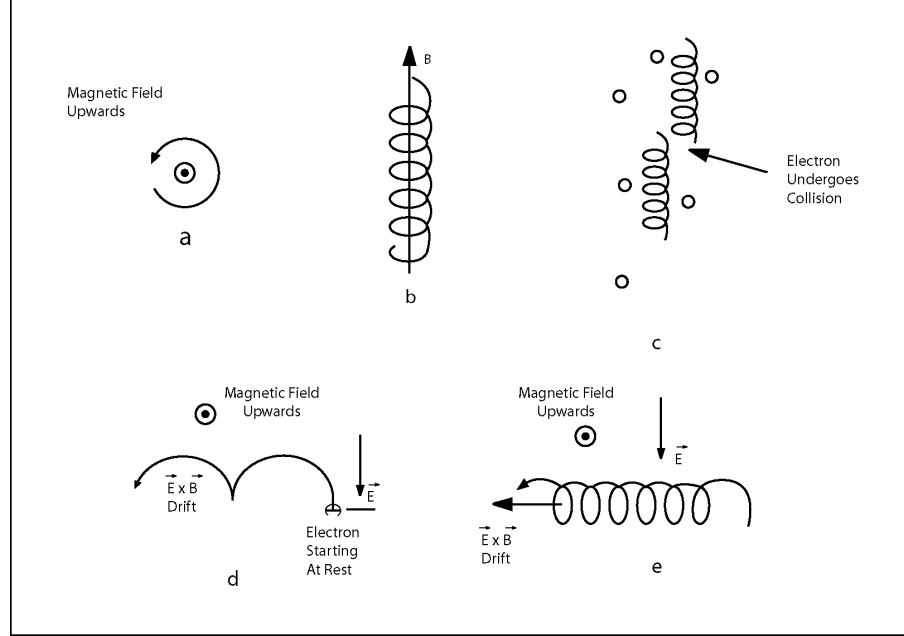 Magnetic Field
Upwards
a
B
b
Electron
Undergoes
Collision
c
Magnetic Field
Upwards
E x B
Drift
E
Electron
Starting
At Rest
d
Magnetic Field
Upwards
E
E x B
Drift
e